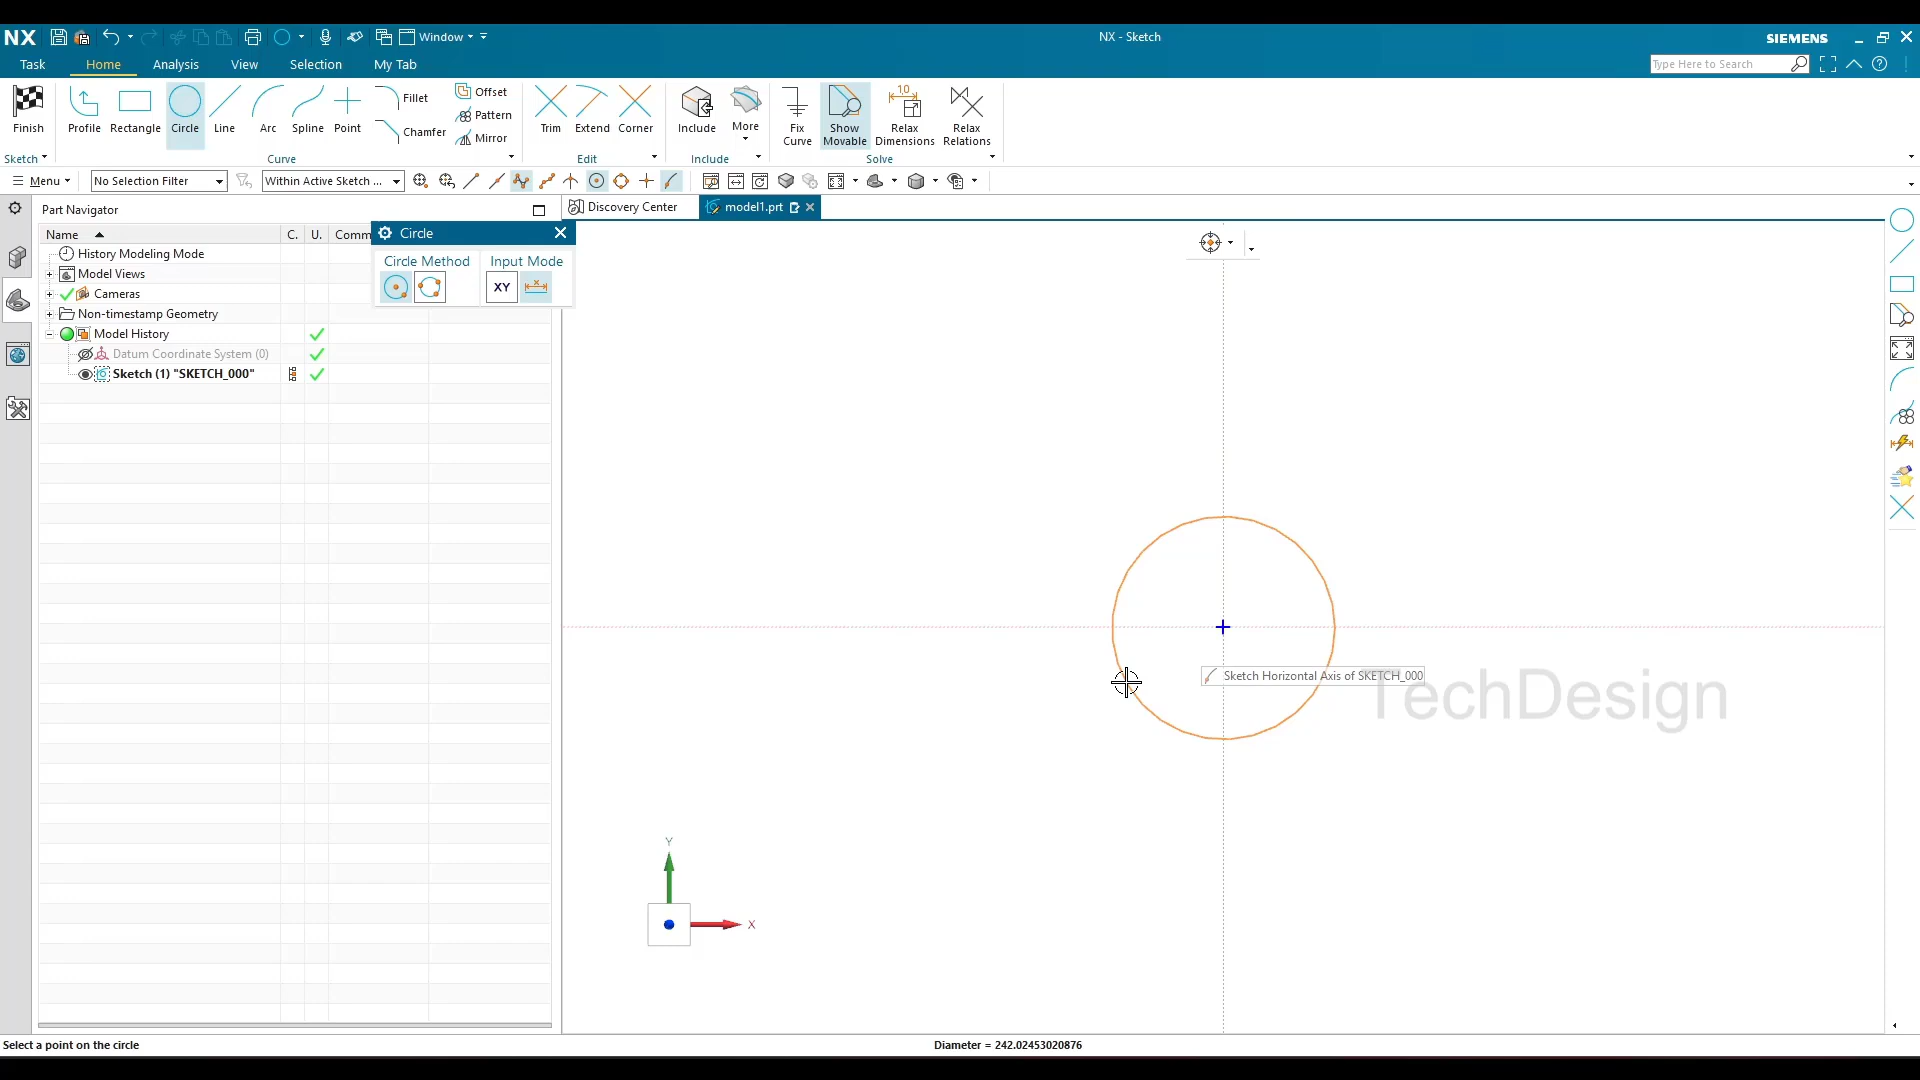 NX
Window
NX - Sketch
SIEMENS
Task
Home
Analysis
View
Selection
My Tab
Type Here to Search
Finish
Profile
Rectangle
Circle
Line
Arc
Spline
Point
Fillet
Chamfer
Offset
Pattern
Mirror
Trim
Extend
Corner
Include
More
Fix Curve
Show Movable
1.0
Relax Dimensions
Relax Relations
Sketch
Curve
Edit
Include
Solve
Menu
No Selection Filter
Within Active Sketch ...
Part Navigator
Discovery Center
model1.prt
Name
C.
U.
Comm
Circle
Circle Method
Input Mode
XY
History Modeling Mode
Model Views
Cameras
Non-timestamp Geometry
Model History
Datum Coordinate System (0)
Sketch (1) "SKETCH_000"
Sketch Horizontal Axis of SKETCH_000
TechDesign
Y
X
Select a point on the circle
Diameter = 242.02453020876